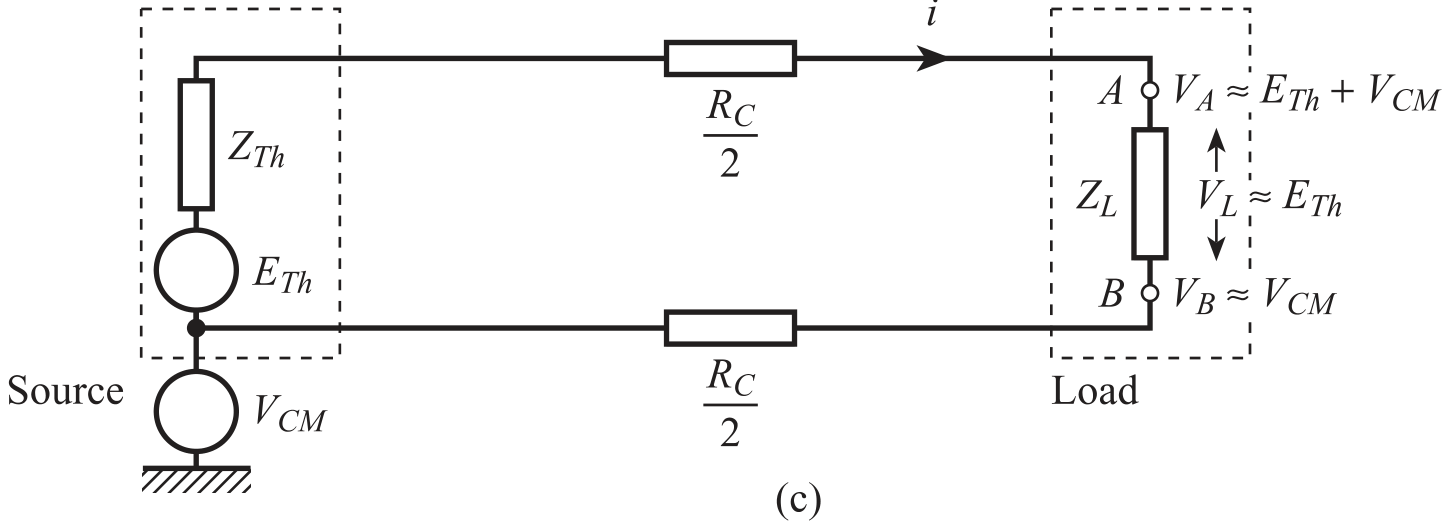 i
R_C
2
A V_A ≈ E_Th + V_CM
Z_Th
Z_L V_L ≈ E_Th
E_Th
B V_B ≈ V_CM
R_C
2
Source
V_CM
Load
(c)